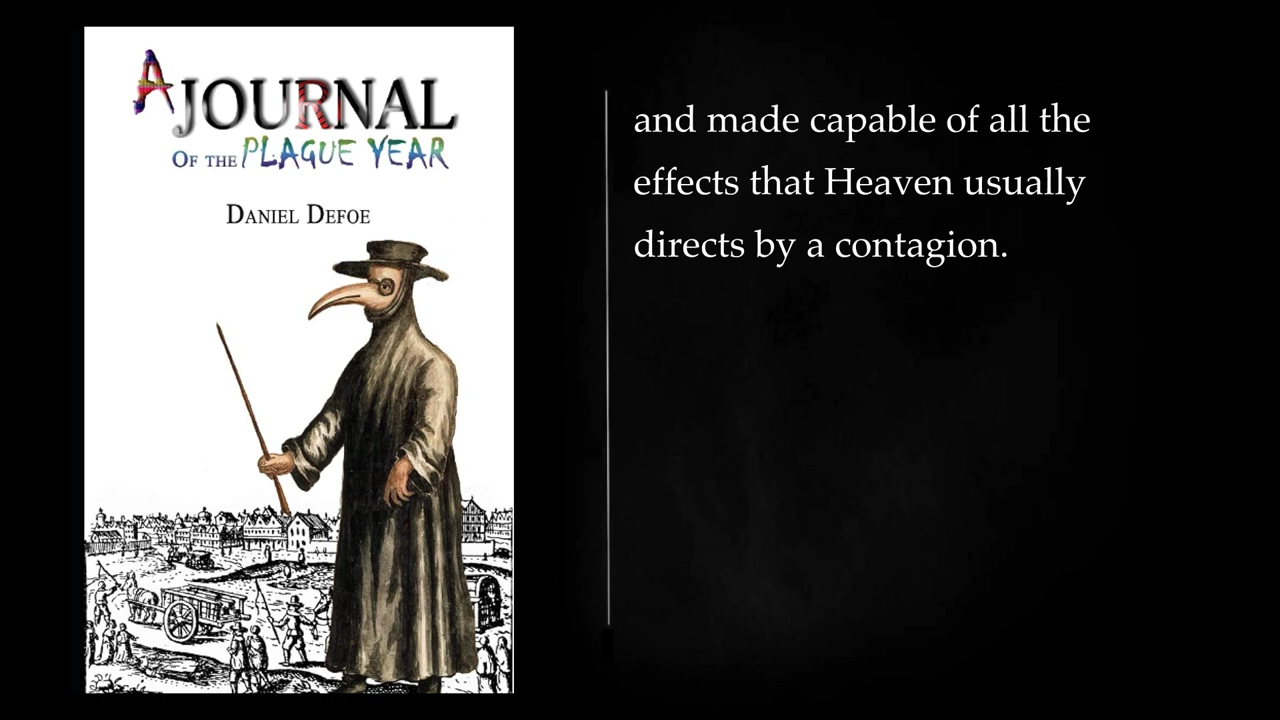 A JOURNAL
OF THE PLAGUE YEAR
DANIEL DEFOE
and made capable of all the
effects that Heaven usually
directs by a contagion.